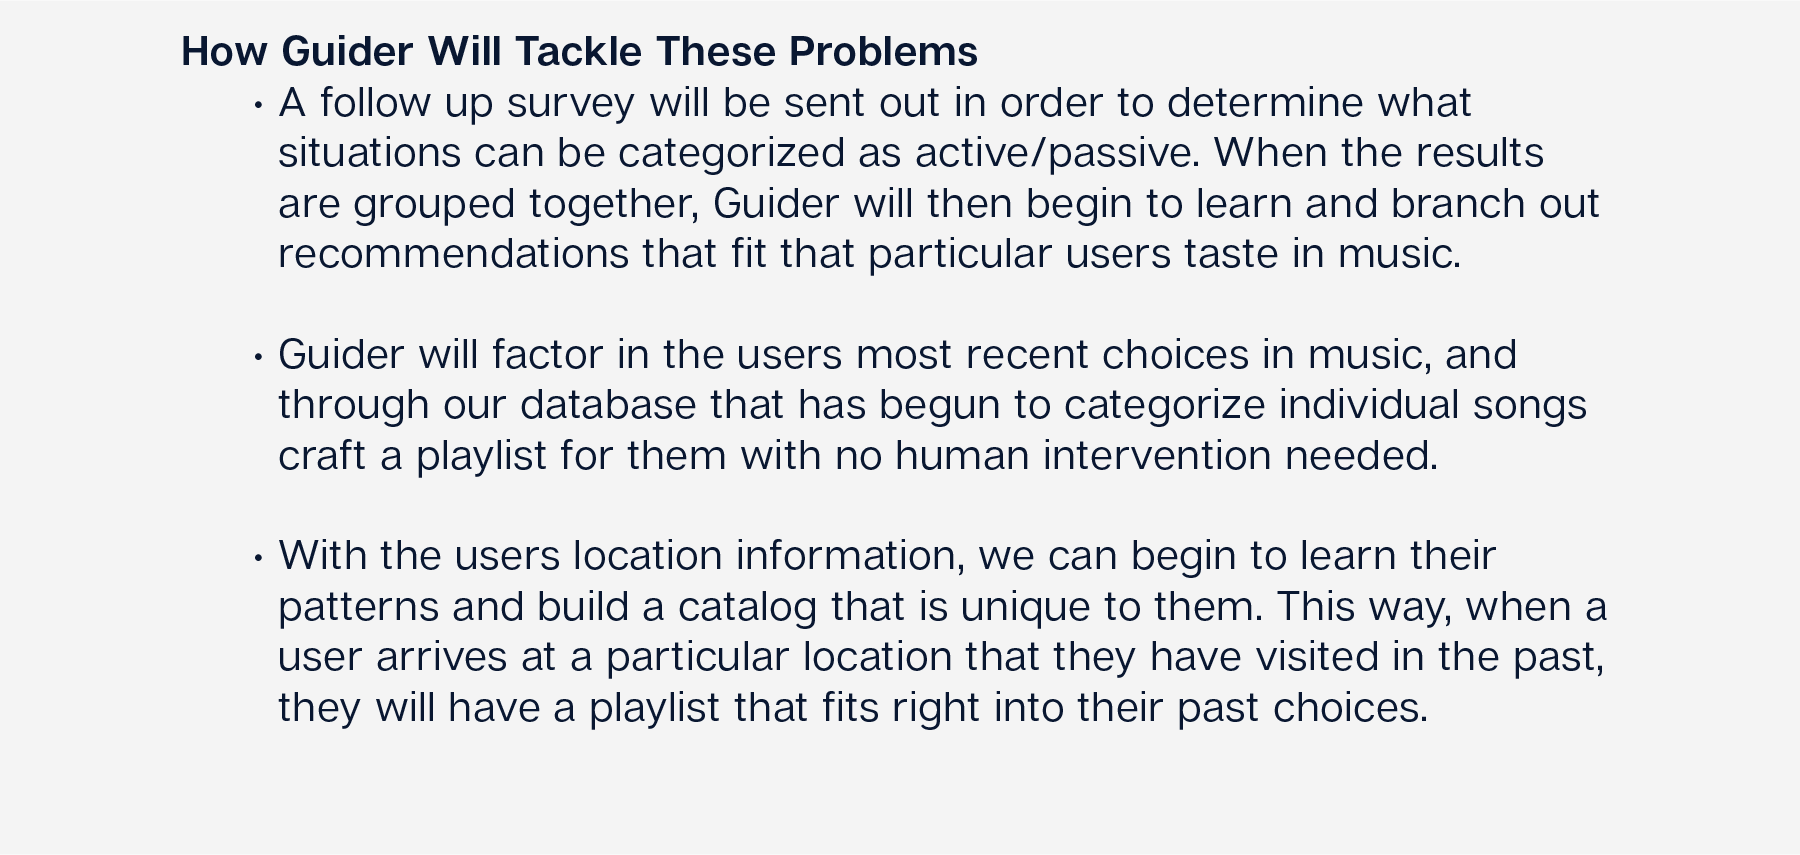 How Guider Will Tackle These Problems
• A follow up survey will be sent out in order to determine what
situations can be categorized as active/passive. When the results
are grouped together, Guider will then begin to learn and branch out
recommendations that fit that particular users taste in music.
• Guider will factor in the users most recent choices in music, and
through our database that has begun to categorize individual songs
craft a playlist for them with no human intervention needed.
• With the users location information, we can begin to learn their
patterns and build a catalog that is unique to them. This way, when a
user arrives at a particular location that they have visited in the past,
they will have a playlist that fits right into their past choices.